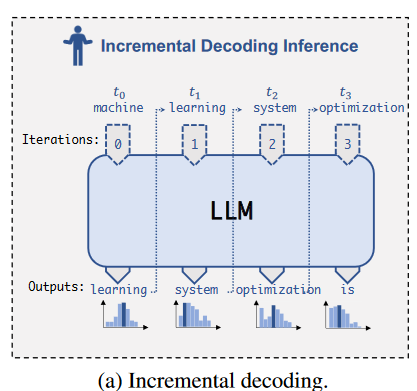 Incremental Decoding Inference
t0 t1 t2 t3
machine learning system optimization
Iterations: 0 1 2 3
LLM
Outputs: learning system optimization is
(a) Incremental decoding.